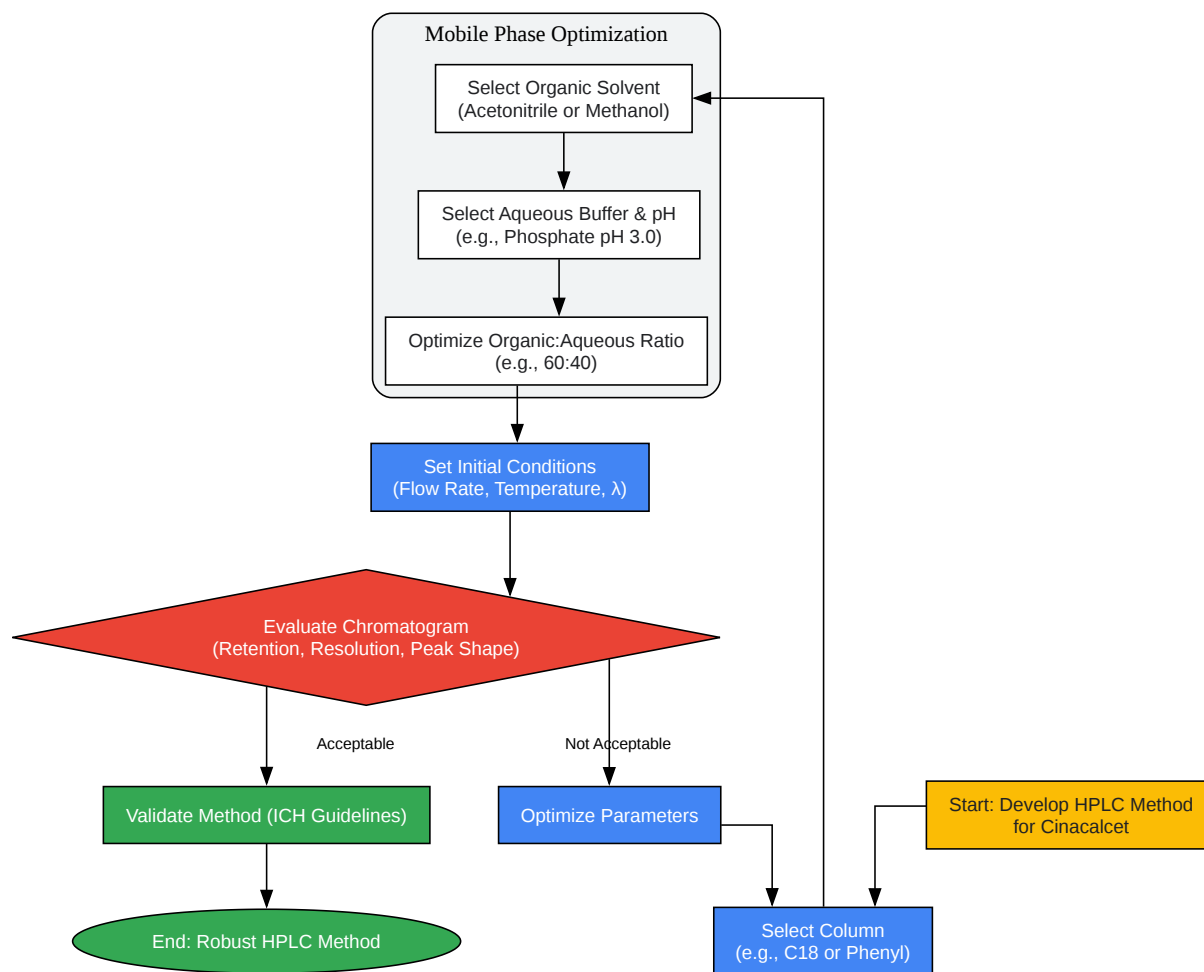 Mobile Phase Optimization
Select Organic Solvent
(Acetonitrile or Methanol)
Select Aqueous Buffer & pH
(e.g., Phosphate pH 3.0)
Optimize Organic:Aqueous Ratio
(e.g., 60:40)
Set Initial Conditions
(Flow Rate, Temperature, λ)
Evaluate Chromatogram
(Retention, Resolution, Peak Shape)
Acceptable
Not Acceptable
Validate Method (ICH Guidelines)
Optimize Parameters
Start: Develop HPLC Method
for Cinacalcet
End: Robust HPLC Method
Select Column
(e.g., C18 or Phenyl)